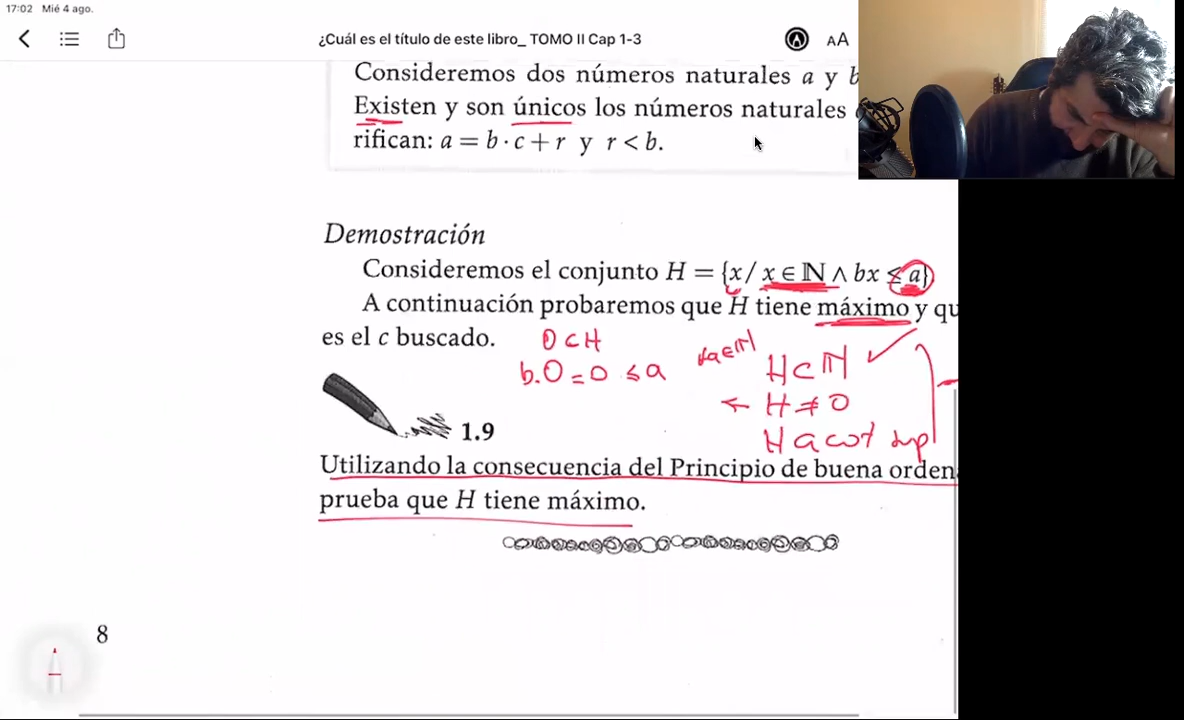 17:02 Mié 4 ago.
¿Cuál es el título de este libro_ TOMO II Cap 1-3
AA
Consideremos dos números naturales a y b
Existen y son únicos los números naturales
rifican: a = b·c + r y r < b.
Demostración
Consideremos el conjunto H = {x / x ∈ ℕ ∧ bx ≤ a}
A continuación probaremos que H tiene máximo y qu
es el c buscado.
0 ∈ H
b.0 = 0 ≤ a
∀a∈ℕ
H ⊂ ℕ ✓
← H ≠ ∅
H acot sup
1.9
Utilizando la consecuencia del Principio de buena orden
prueba que H tiene máximo.
8